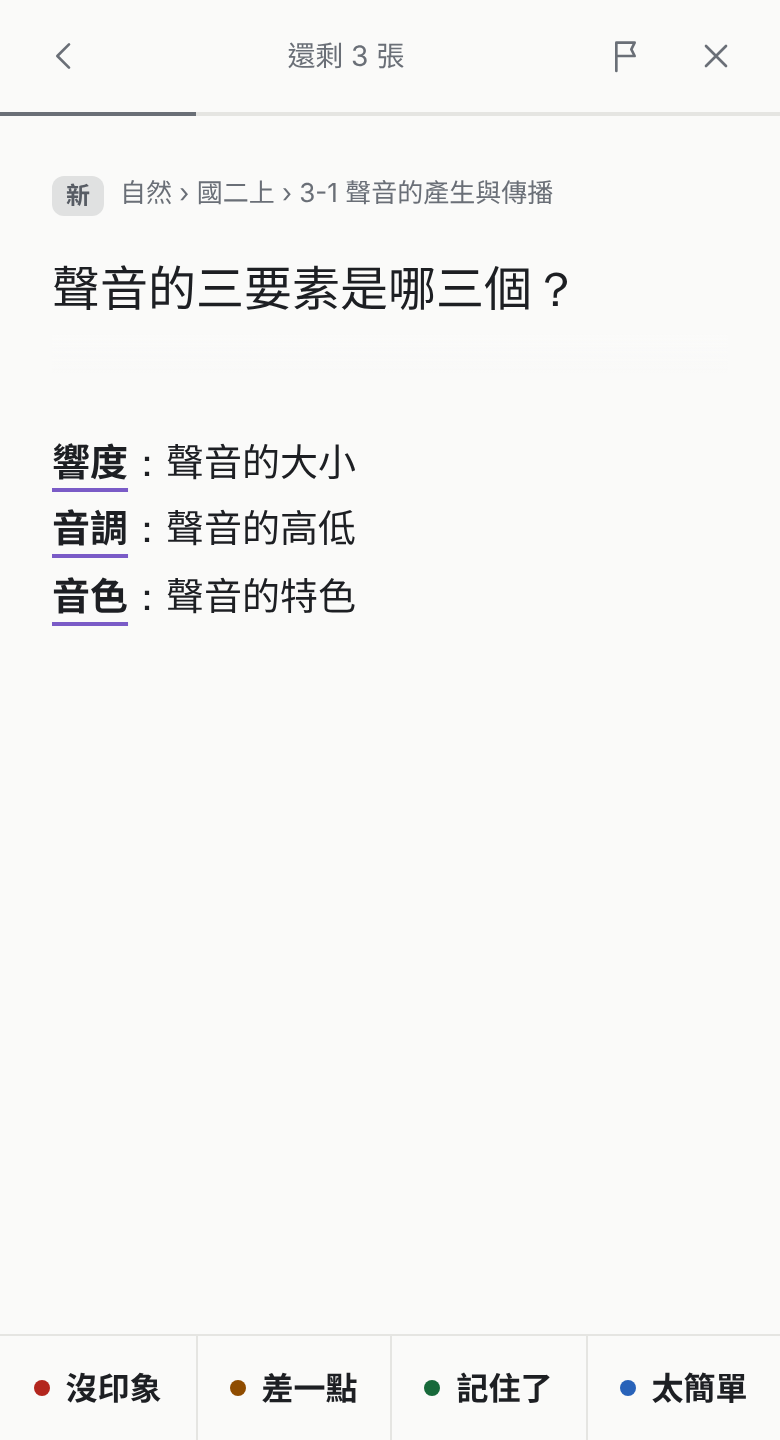 還剩 3 張
新 自然 › 國二上 › 3-1 聲音的產生與傳播
聲音的三要素是哪三個？
響度：聲音的大小
音調：聲音的高低
音色：聲音的特色
沒印象 差一點 記住了 太簡單